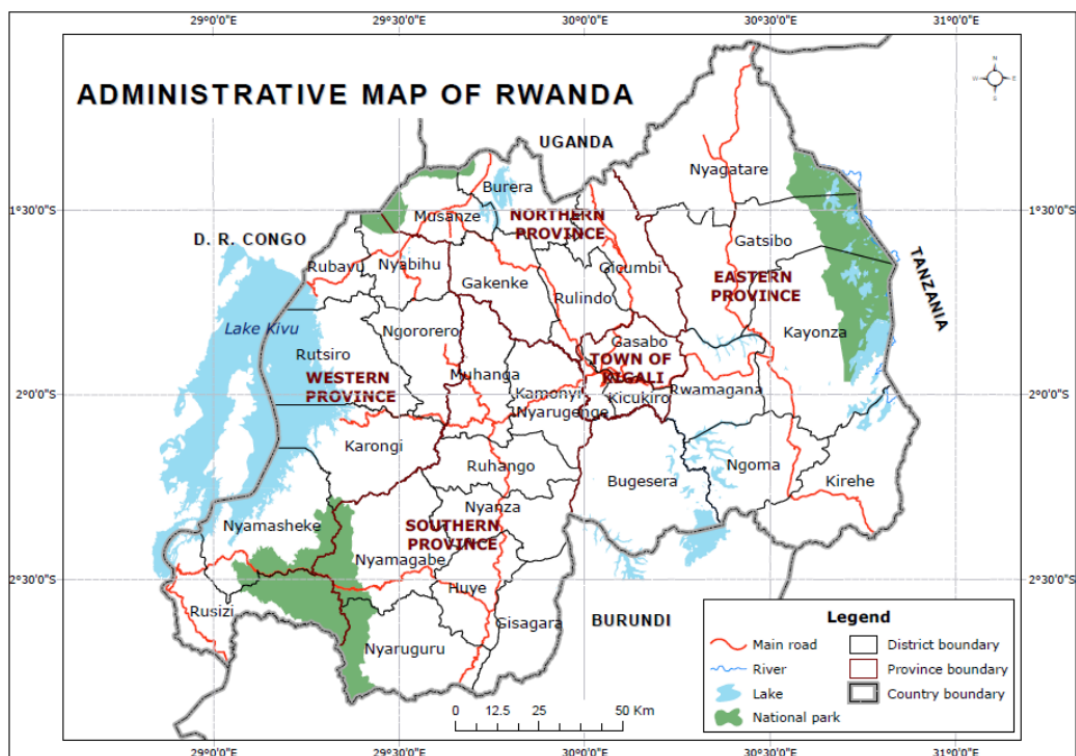 29°0'0"E 29°30'0"E 30°0'0"E 30°30'0"E 31°0'0"E
N
W E
S
ADMINISTRATIVE MAP OF RWANDA
UGANDA
Nyagatare
Burera
1°30'0"S 1°30'0"S
Musanze
NORTHERN
PROVINCE
D. R. CONGO
Gatsibo
TANZANIA
Rubayu
Nyabihu
Gicumbi
Gakenke
Rulindo
EASTERN
PROVINCE
Lake Kivu
Ngororero
Kayonza
Rutsiro
Gasabo
WESTERN
PROVINCE
Muhanga
TOWN OF
KIGALI
Kamonyi
Kicukiro
Rwamagana
2°0'0"S 2°0'0"S
Nyarugenge
Karongi
Ruhango
Ngoma
Bugesera
Kirehe
Nyanza
Nyamasheke
SOUTHERN
PROVINCE
Nyamagabe
2°30'0"S 2°30'0"S
Huye
Rusizi
Gisagara
BURUNDI
Nyaruguru
Legend
Main road
District boundary
River
Province boundary
Lake
Country boundary
National park
0 12.5 25 50 Km
29°0'0"E 29°30'0"E 30°0'0"E 30°30'0"E 31°0'0"E